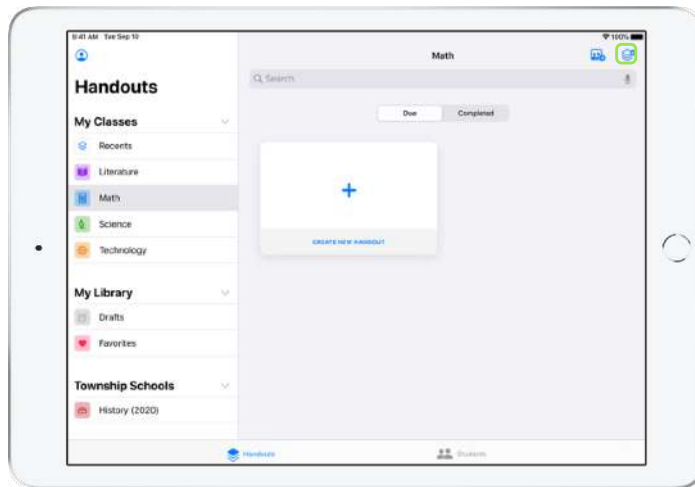 9:41 AM Tue Sep 10
100%
Handouts
My Classes
Recents
Literature
Math
Science
Technology
My Library
Drafts
Favorites
Township Schools
History (2020)
Math
Search
Due
Completed
CREATE NEW HANDOUT
Handouts
Students